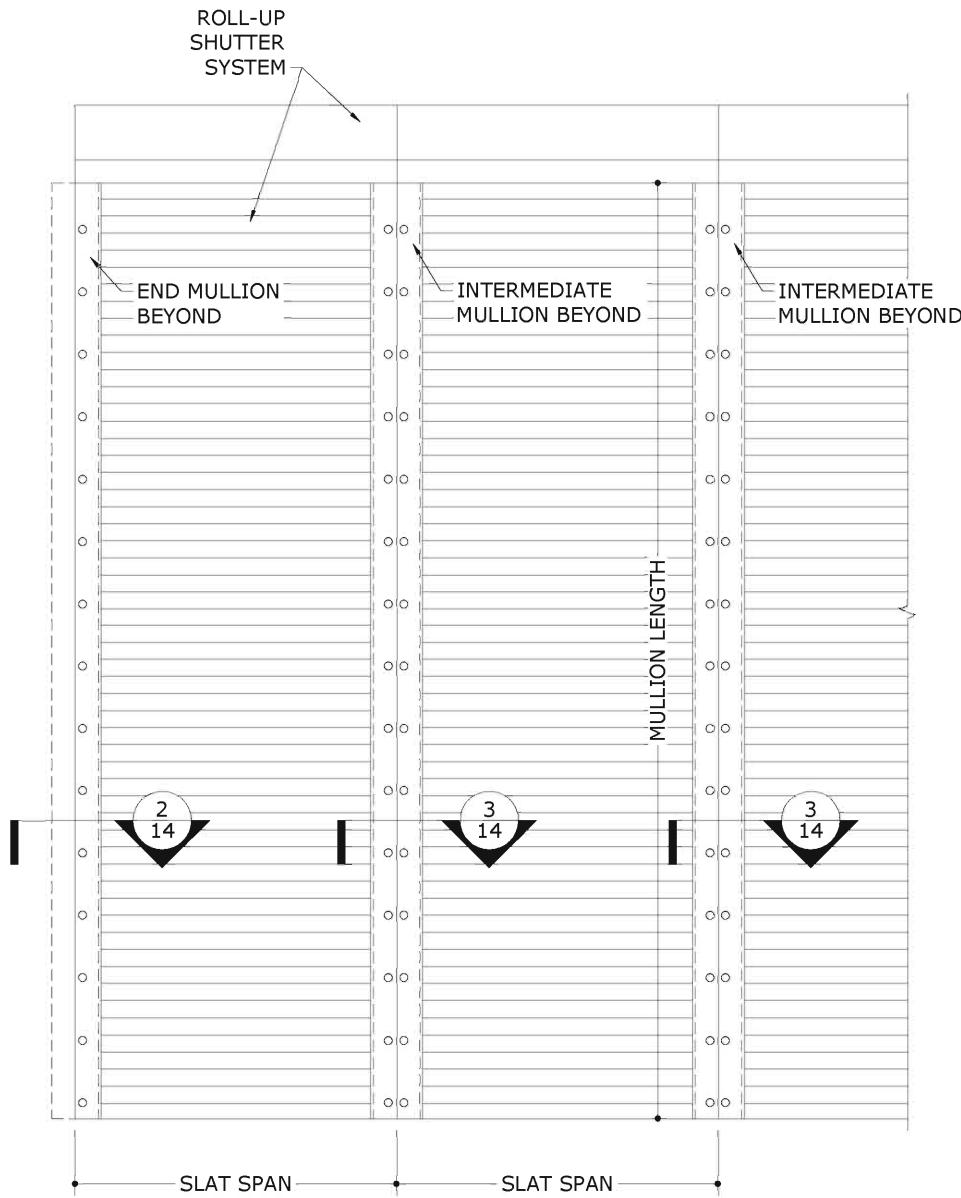 ROLL-UP
SHUTTER
SYSTEM
END MULLION
BEYOND
INTERMEDIATE
MULLION BEYOND
INTERMEDIATE
MULLION BEYOND
MULLION LENGTH
2
14
3
14
3
14
SLAT SPAN
SLAT SPAN